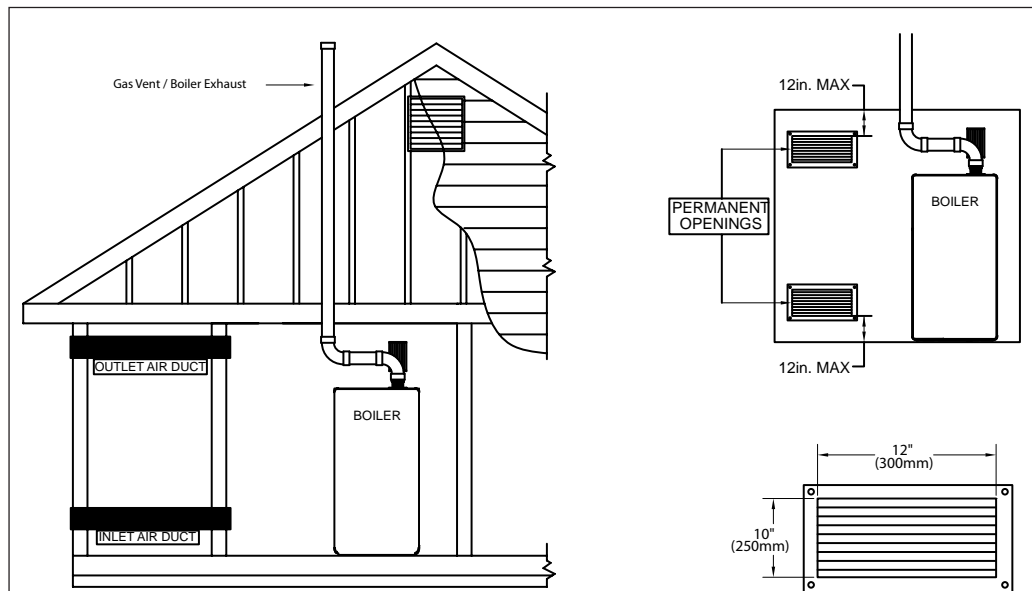 Gas Vent / Boiler Exhaust
OUTLET AIR DUCT
BOILER
INLET AIR DUCT
12in. MAX
PERMANENT
OPENINGS
BOILER
12in. MAX
12"
(300mm)
10"
(250mm)